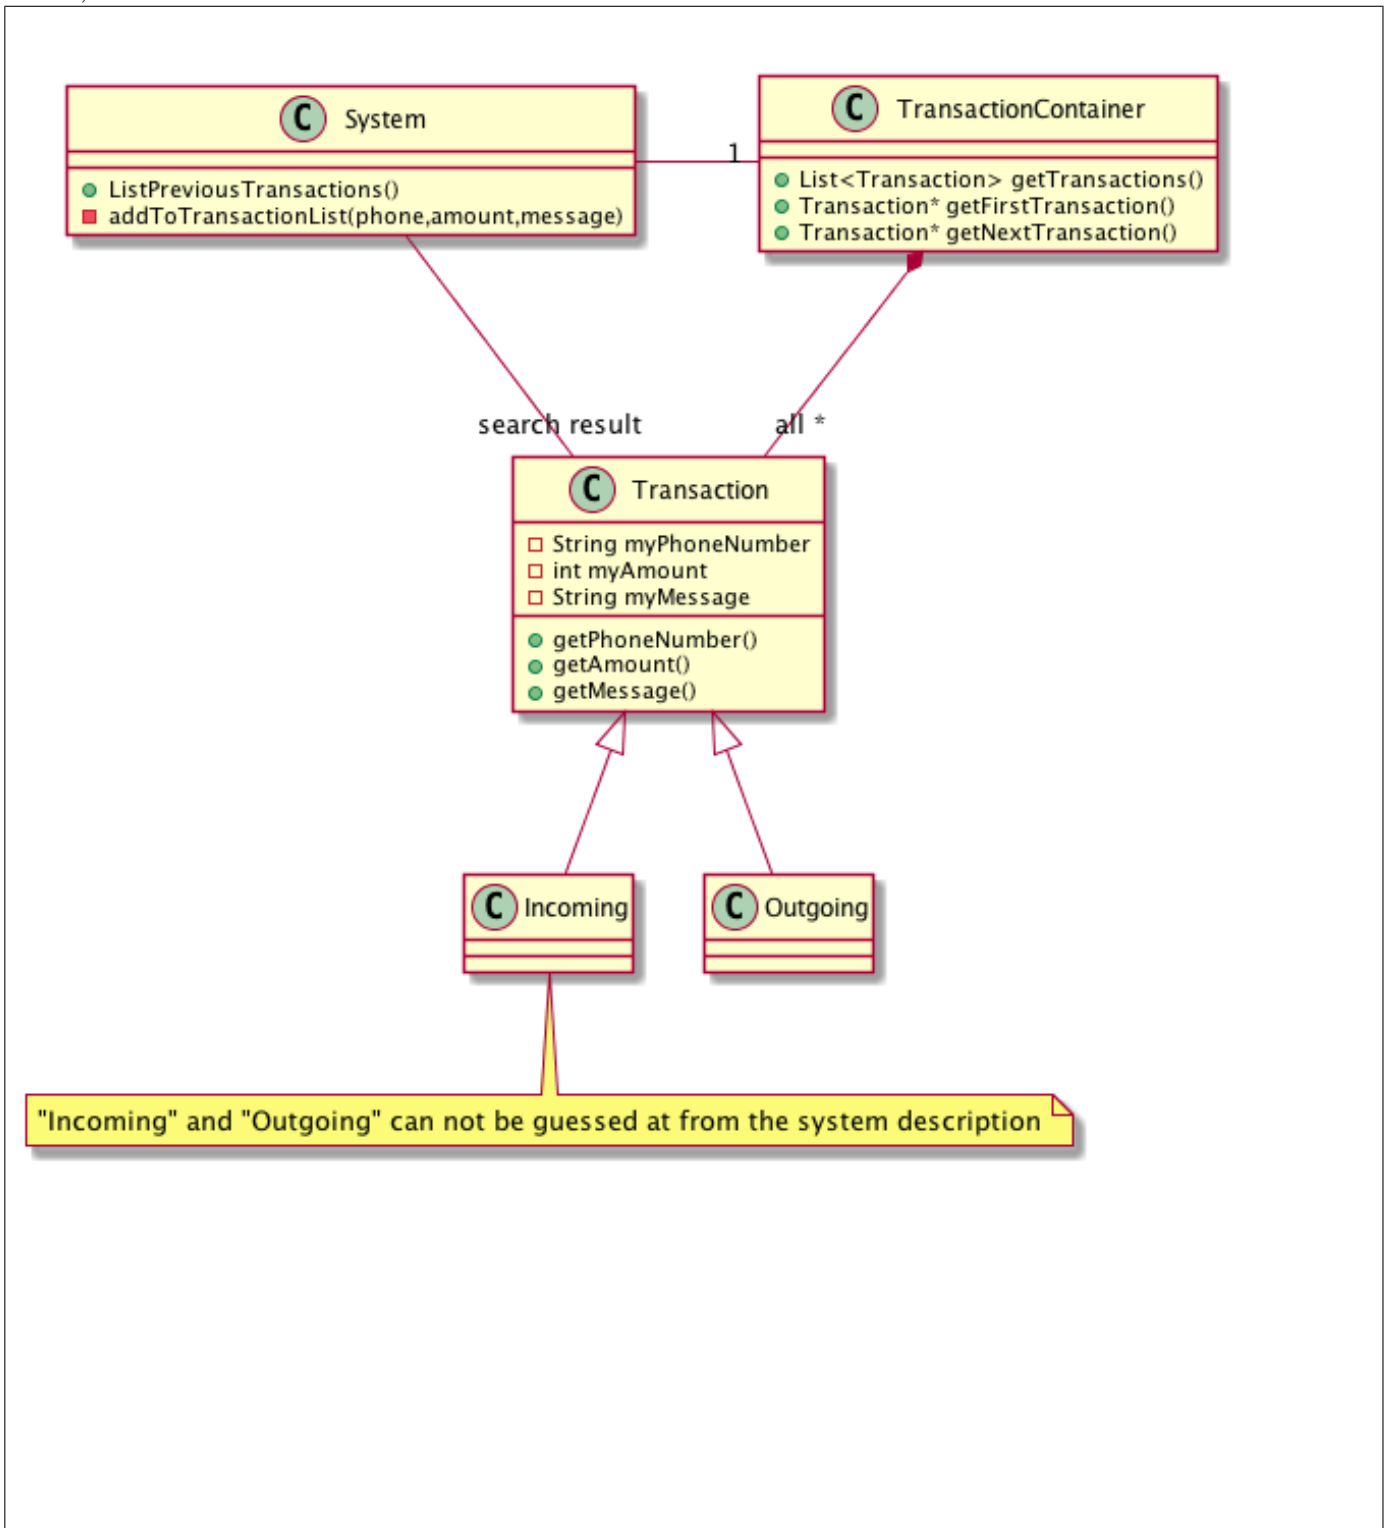 C System
ListPreviousTransactions()
addToTransactionList(phone,amount,message)
C TransactionContainer
List<Transaction> getTransactions()
Transaction* getFirstTransaction()
Transaction* getNextTransaction()
1
search result
all *
C Transaction
String myPhoneNumber
int myAmount
String myMessage
getPhoneNumber()
getAmount()
getMessage()
C Incoming
C Outgoing
"Incoming" and "Outgoing" can not be guessed at from the system description